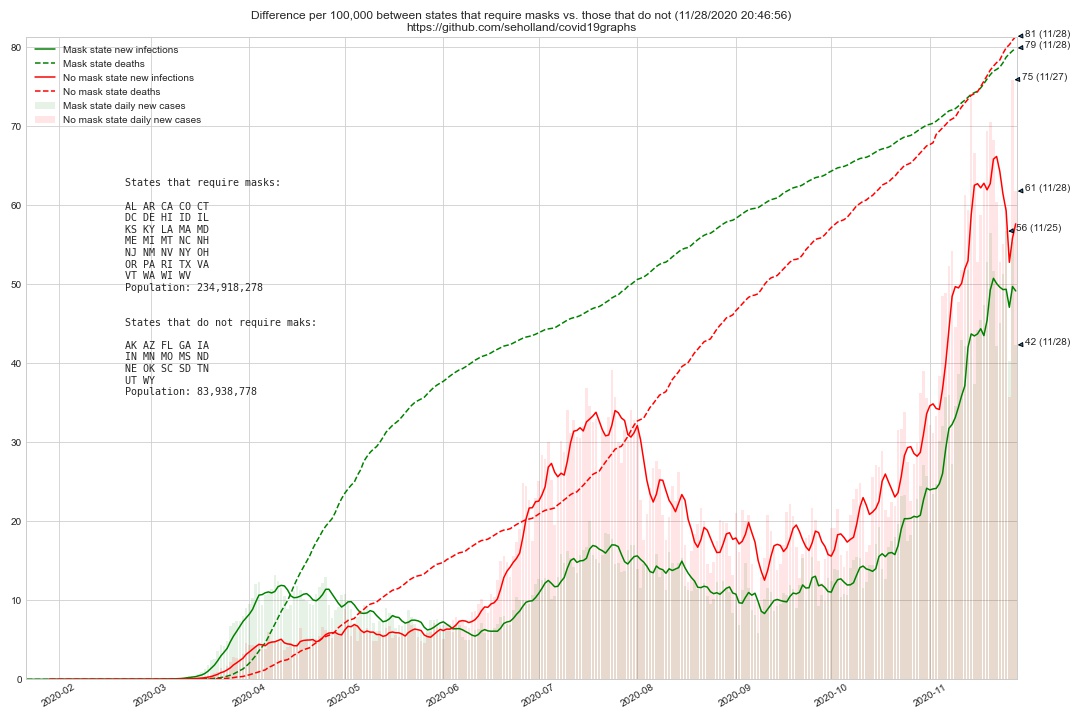 Difference per 100,000 between states that require masks vs. those that do not (11/28/2020 20:46:56)
https://github.com/seholland/covid19graphs
Mask state new infections
Mask state deaths
No mask state new infections
No mask state deaths
Mask state daily new cases
No mask state daily new cases
States that require masks:
AL AR CA CO CT
DC DE HI ID IL
KS KY LA MA MD
ME MI MT NC NH
NJ NM NV NY OH
OR PA RI TX VA
VT WA WI WV
Population: 234,918,278
States that do not require maks:
AK AZ FL GA IA
IN MN MO MS ND
NE OK SC SD TN
UT WY
Population: 83,938,778
81 (11/28)
79 (11/28)
75 (11/27)
61 (11/28)
56 (11/25)
42 (11/28)
80
70
60
50
40
30
20
10
0
2020-02
2020-03
2020-04
2020-05
2020-06
2020-07
2020-08
2020-09
2020-10
2020-11